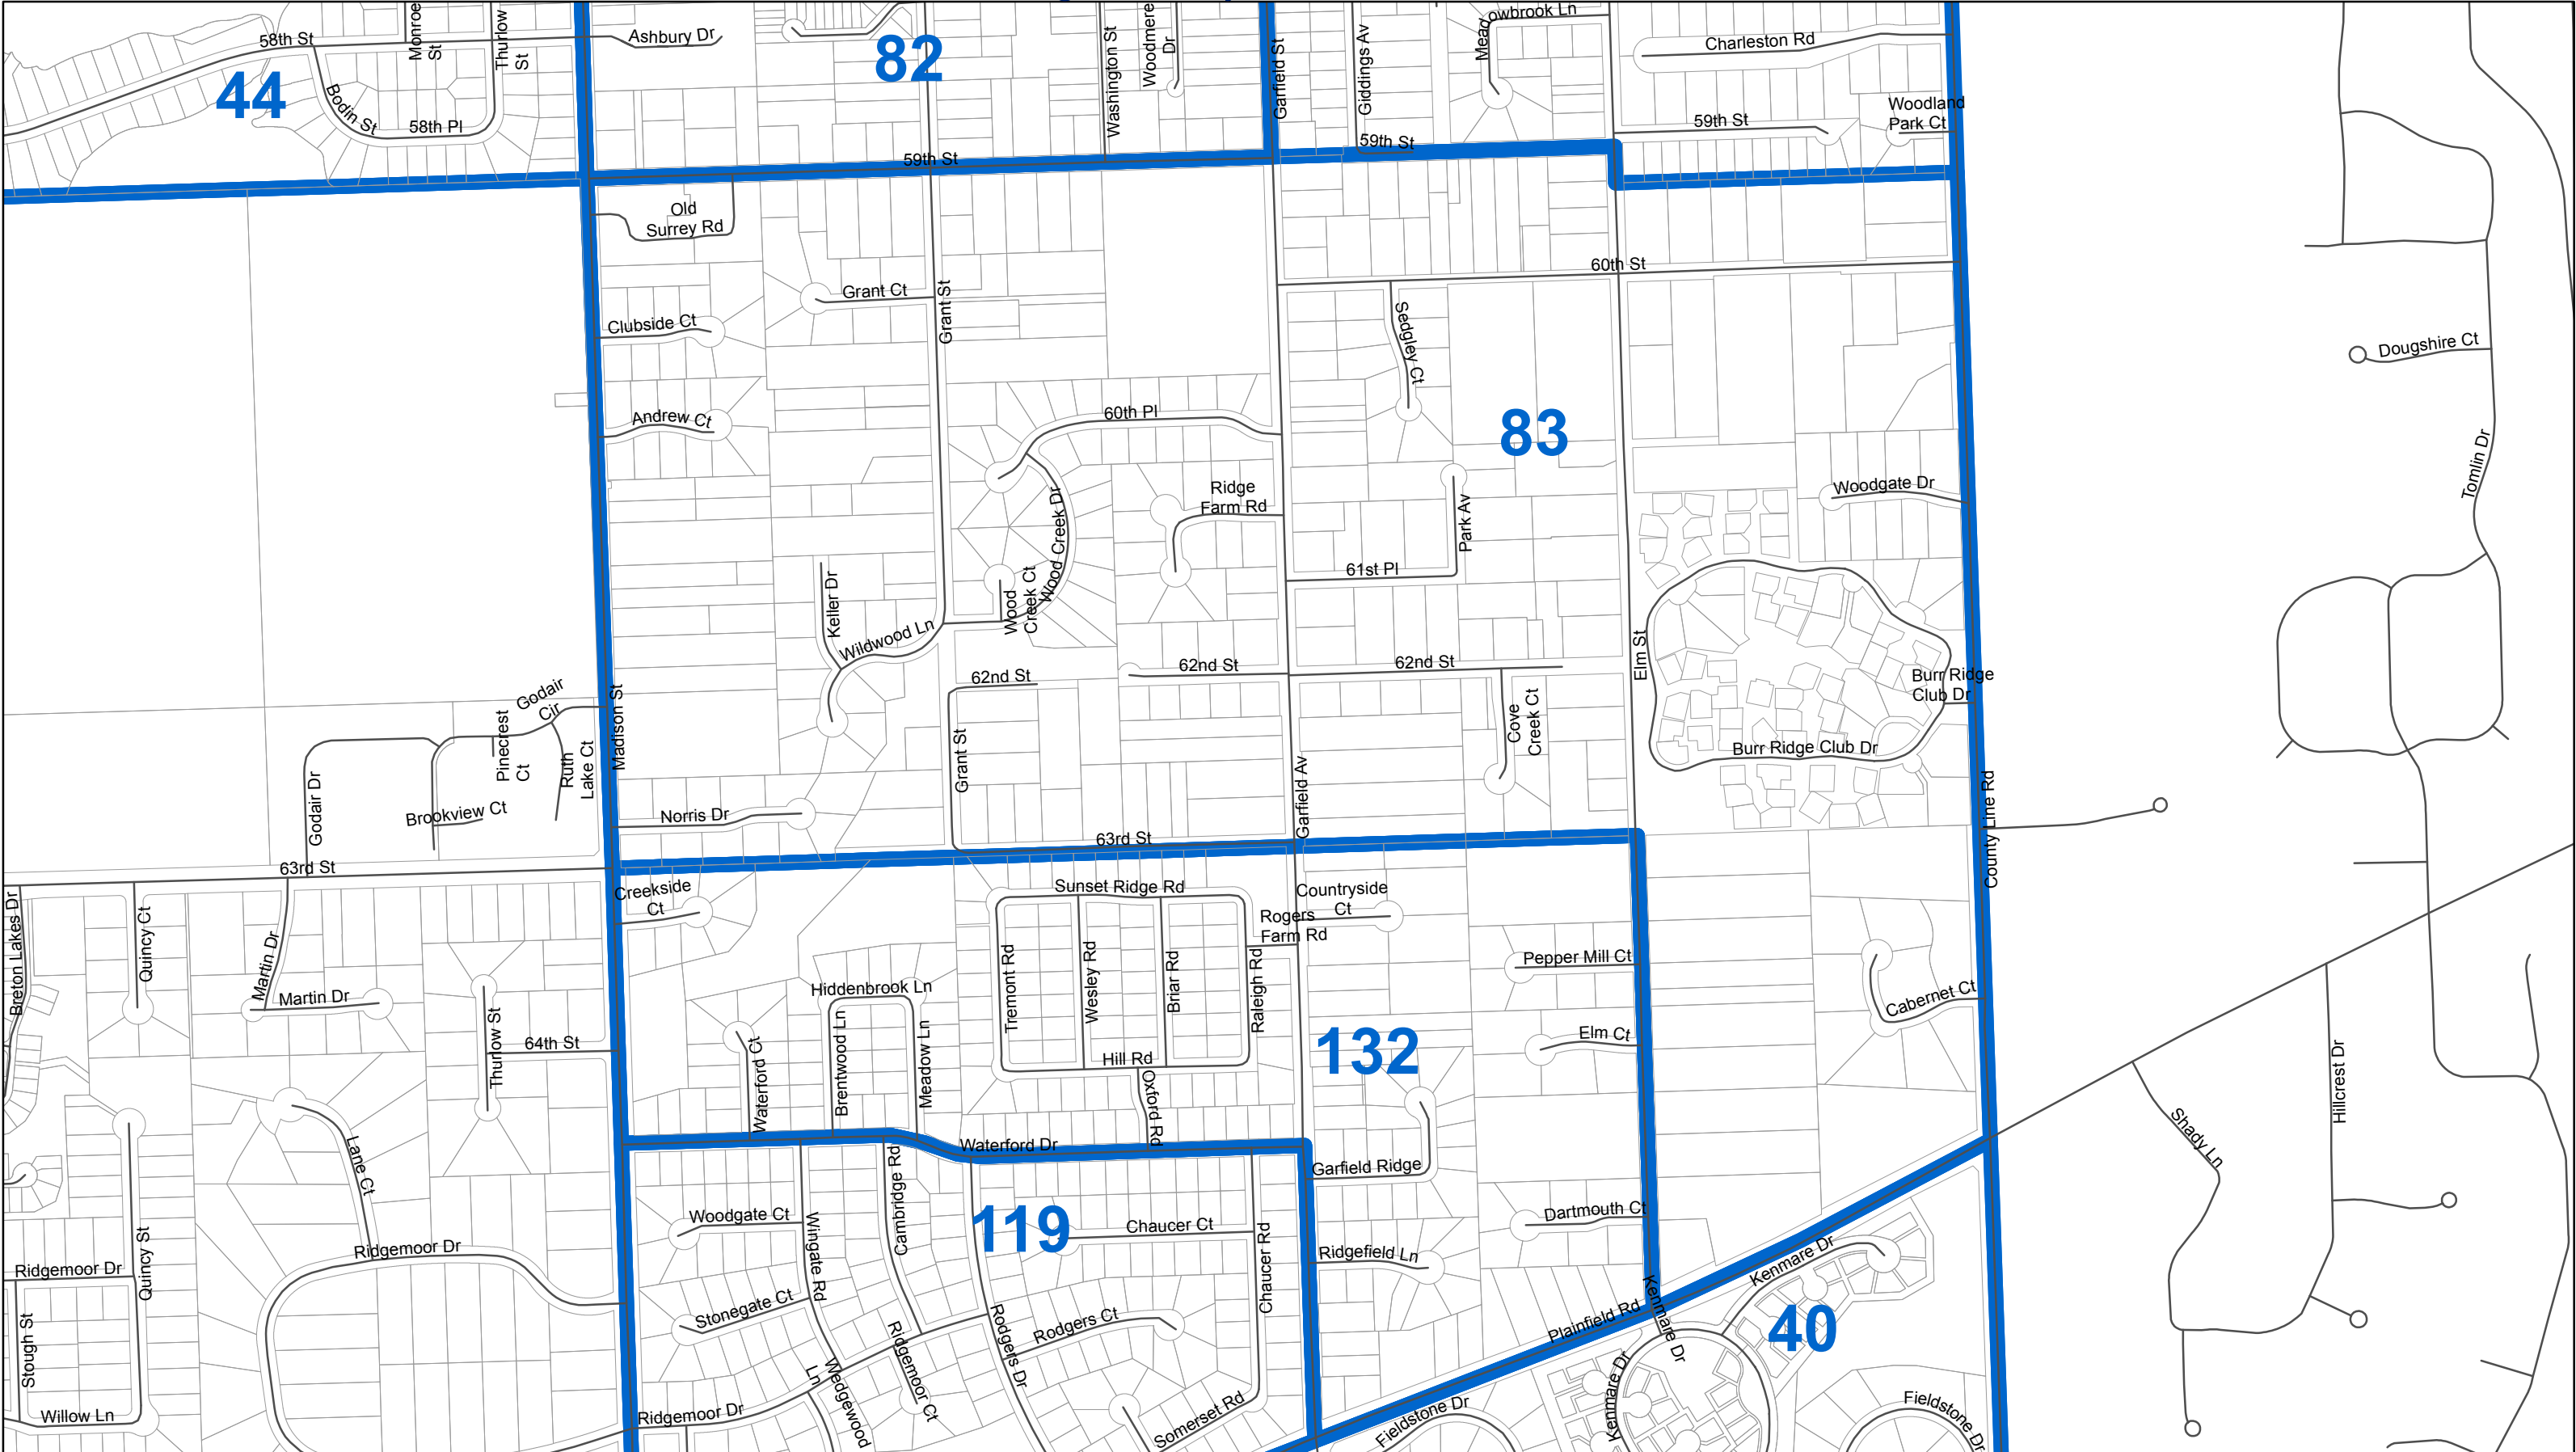 58th St
Monroe
St
Thurlow
St
Ashbury Dr
82
Washington St
Woodmere
Dr
Garfield St
Giddings Av
Meadowbrook Ln
Charleston Rd
44
Bodin St
58th Pl
59th St
59th St
59th St
Woodland
Park Ct
Old
Surrey Rd
60th St
Grant Ct
Grant St
Clubside Ct
Sedgley Ct
Dougshire Ct
Andrew Ct
60th Pl
83
Tomlin Dr
Ridge
Farm Rd
Woodgate Dr
Wood Creek Dr
Park Av
61st Pl
Keller Dr
Wood
Creek Ct
Wildwood Ln
Elm St
62nd St
62nd St
62nd St
Burr Ridge
Club Dr
Godair
Cir
Pinecrest
Ct
Ruth
Lake Ct
Madison St
Cove
Creek Ct
Burr Ridge Club Dr
Grant St
Godair Dr
Brookview Ct
Norris Dr
Garfield Av
County Line Rd
63rd St
63rd St
Creekside
Ct
Sunset Ridge Rd
Countryside
Ct
Rogers
Farm Rd
Breton Lakes Dr
Quincy Ct
Martin Dr
Martin Dr
Tremont Rd
Wesley Rd
Briar Rd
Raleigh Rd
Pepper Mill Ct
Hiddenbrook Ln
Cabernet Ct
Thurlow St
64th St
Waterford Ct
Brentwood Ln
Meadow Ln
Hill Rd
Oxford Rd
132
Elm Ct
Hillcrest Dr
Shady Ln
Waterford Dr
Lane Ct
Garfield Ridge
Cambridge Rd
Woodgate Ct
Wingate Rd
119
Chaucer Ct
Chaucer Rd
Dartmouth Ct
Ridgemoor Dr
Ridgemoor Dr
Quincy St
Ridgefield Ln
Kenmare Dr
Stonegate Ct
Rodgers Dr
Rodgers Ct
Plainfield Rd
Kenmare Dr
40
Stough St
Ridgemoor Ct
Wedgewood
Ln
Kenmare Dr
Willow Ln
Ridgemoor Dr
Somerset Rd
Fieldstone Dr
Fieldstone Dr